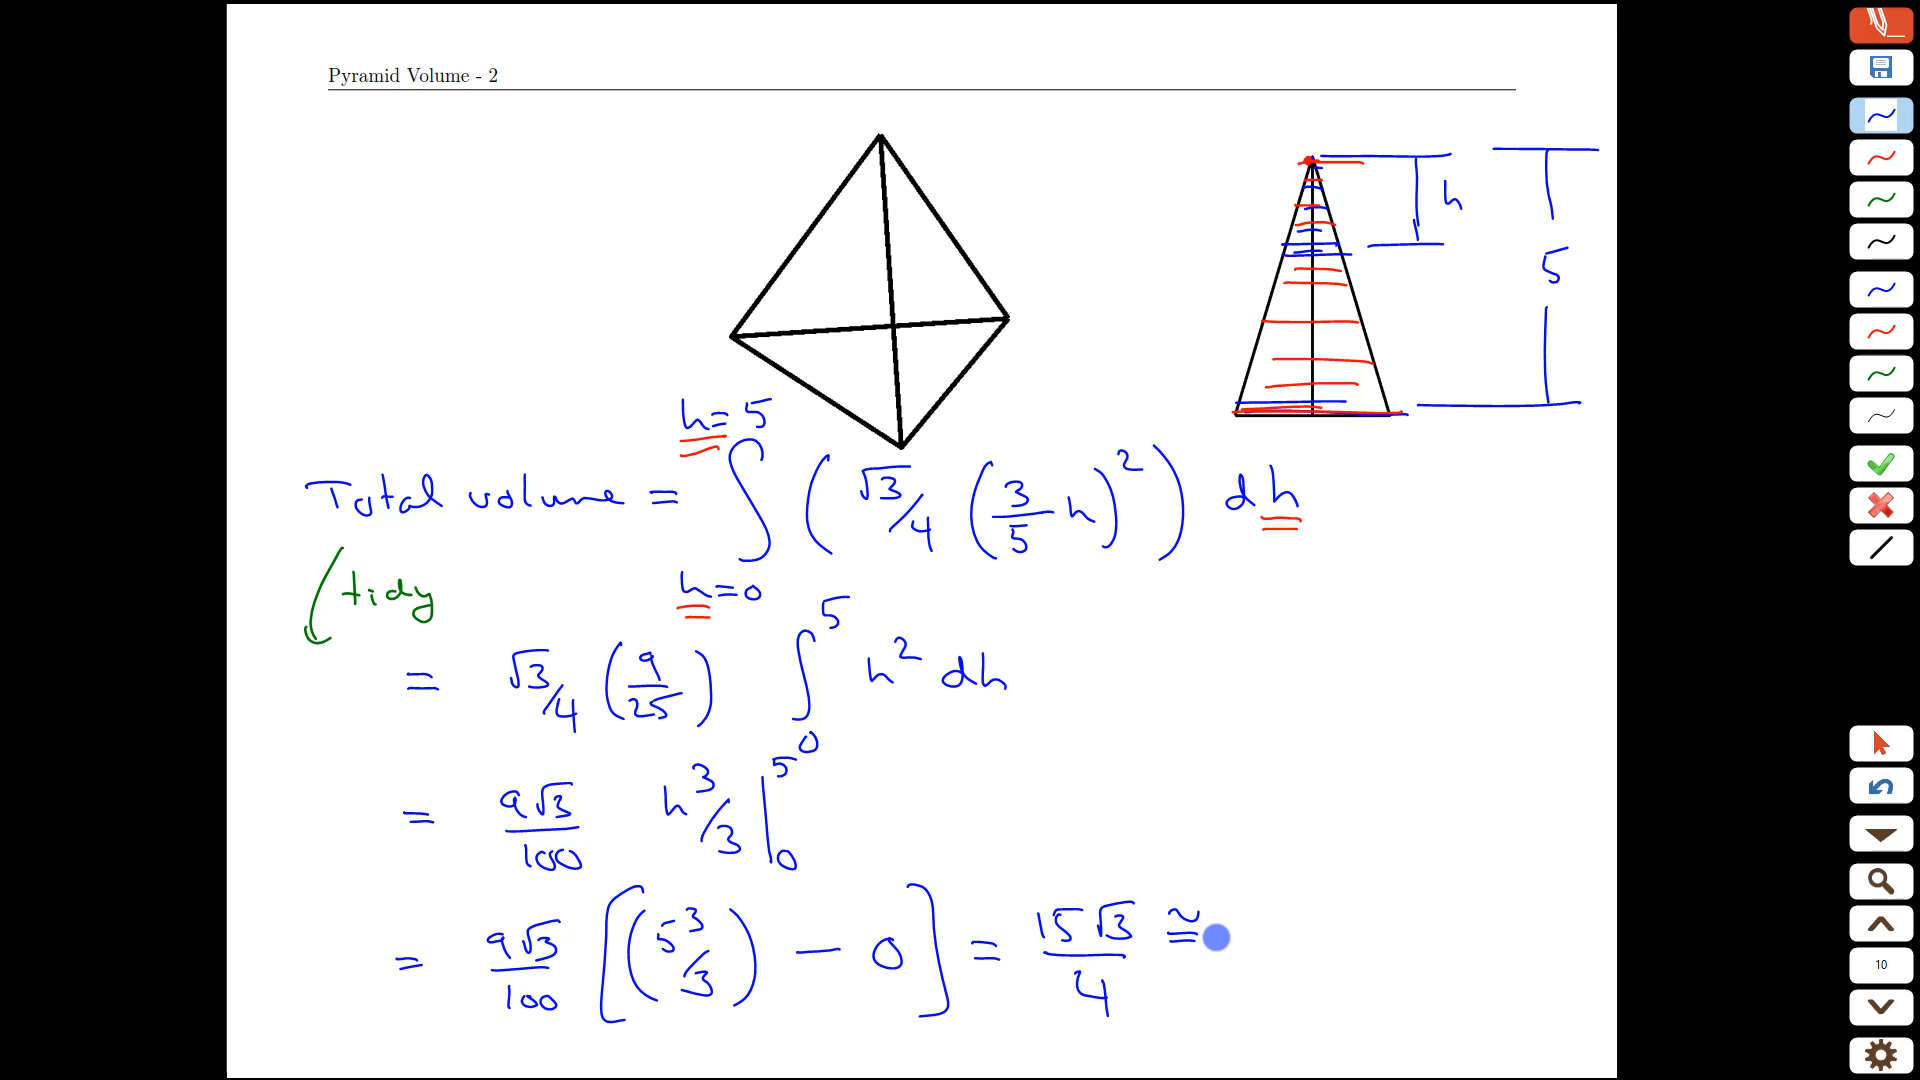 Pyramid Volume - 2
h
5
h = 5
Total volume = ∫ (√3/4 (3/5 h)²) dh
h = 0
tidy
= √3/4 (9/25) ∫₀⁵ h² dh
= 9√3/100 h³/3 |₀⁵
= 9√3/100 [(5³/3) − 0] = 15√3/4 ≅
10